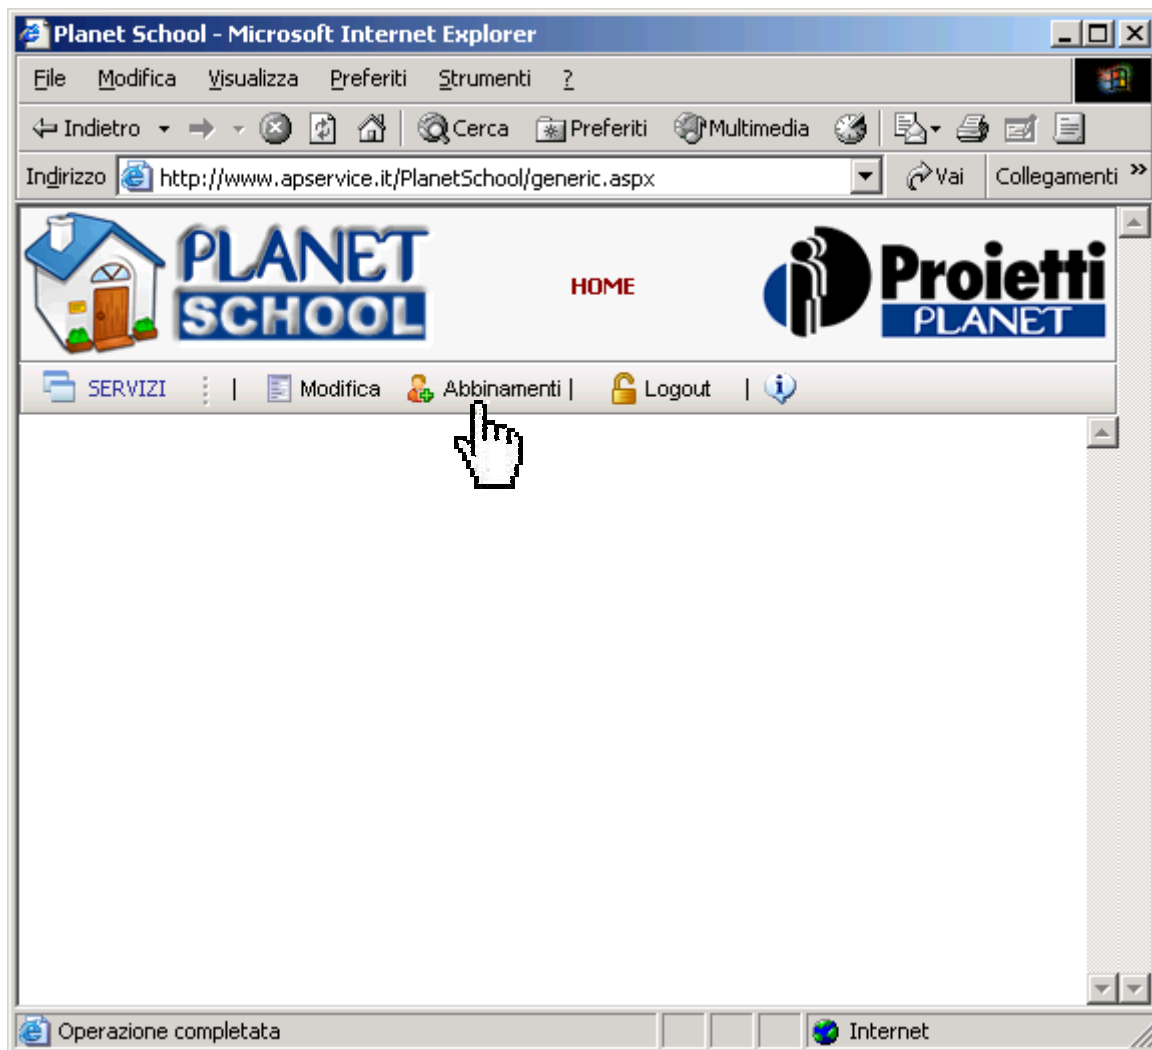 Planet School - Microsoft Internet Explorer
File Modifica Visualizza Preferiti Strumenti ?
Indietro Cerca Preferiti Multimedia
Indirizzo http://www.apservice.it/PlanetSchool/generic.aspx Vai Collegamenti »
PLANET
SCHOOL
HOME
Proietti
PLANET
SERVIZI | Modifica Abbinamenti | Logout |
Operazione completata Internet